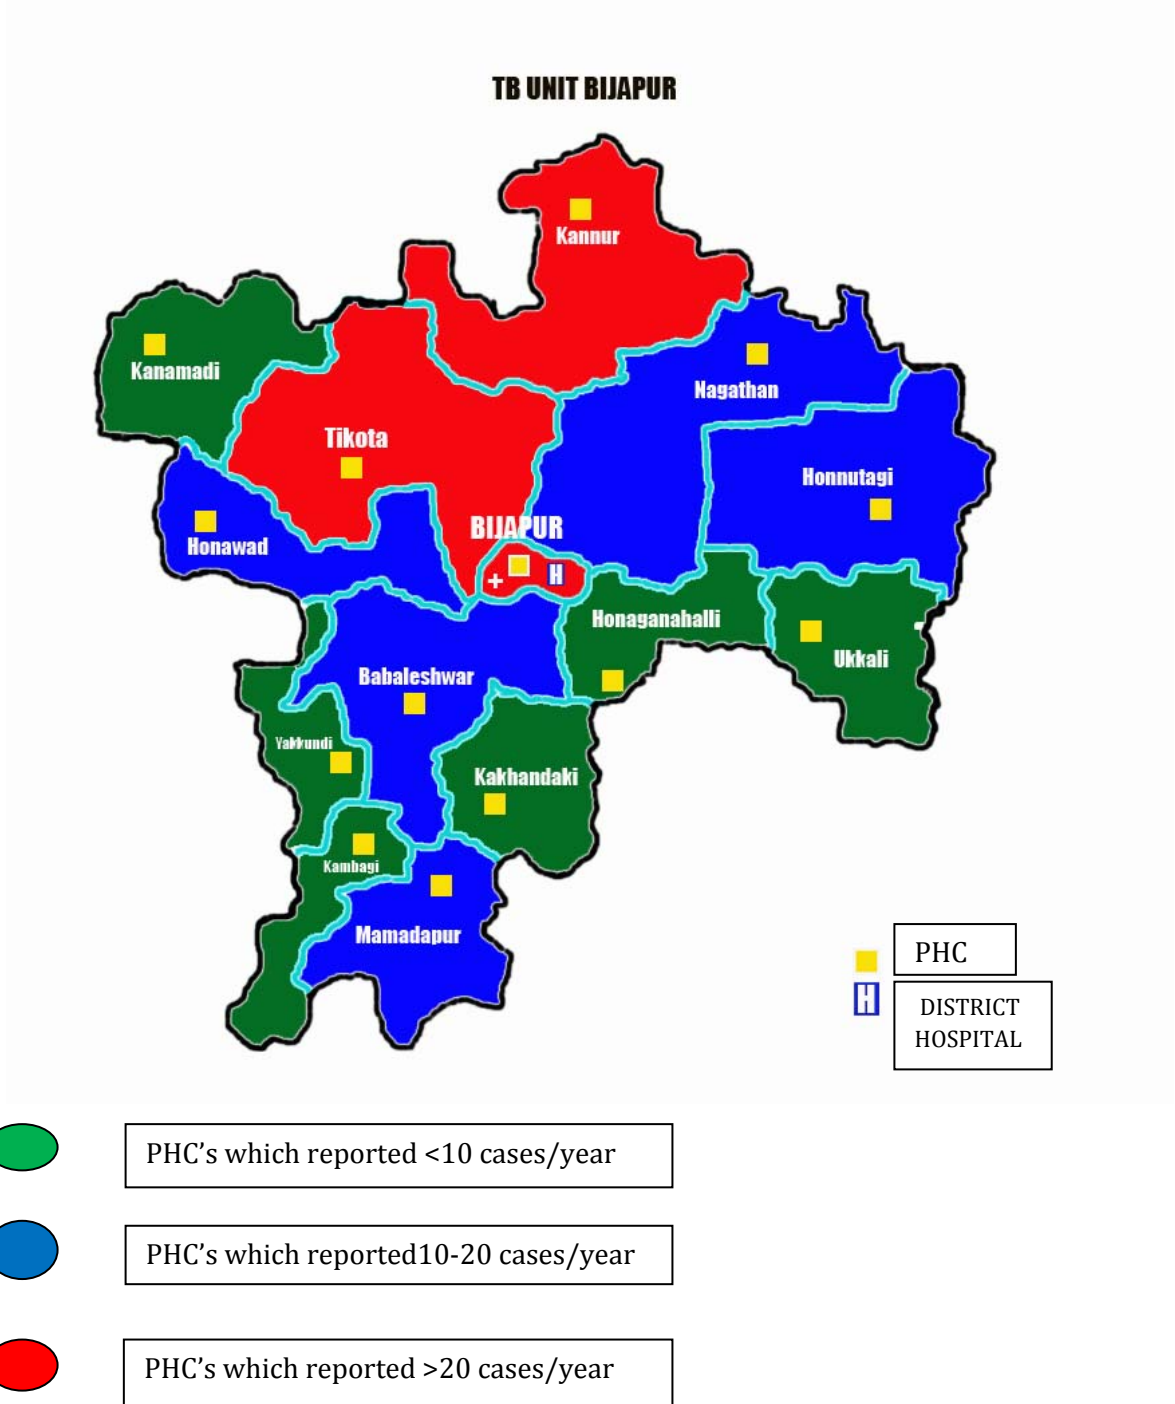 TB UNIT BIJAPUR
Kannur
Kanamadi
Nagathan
Tikota
Honnutagi
BIJAPUR
Honawad
H
Honaganahalli
Ukkali
Babaleshwar
Yakkundi
Kakhandaki
Kambagi
Mamadapur
PHC
H
DISTRICT
HOSPITAL
PHC’s which reported <10 cases/year
PHC’s which reported10-20 cases/year
PHC’s which reported >20 cases/year